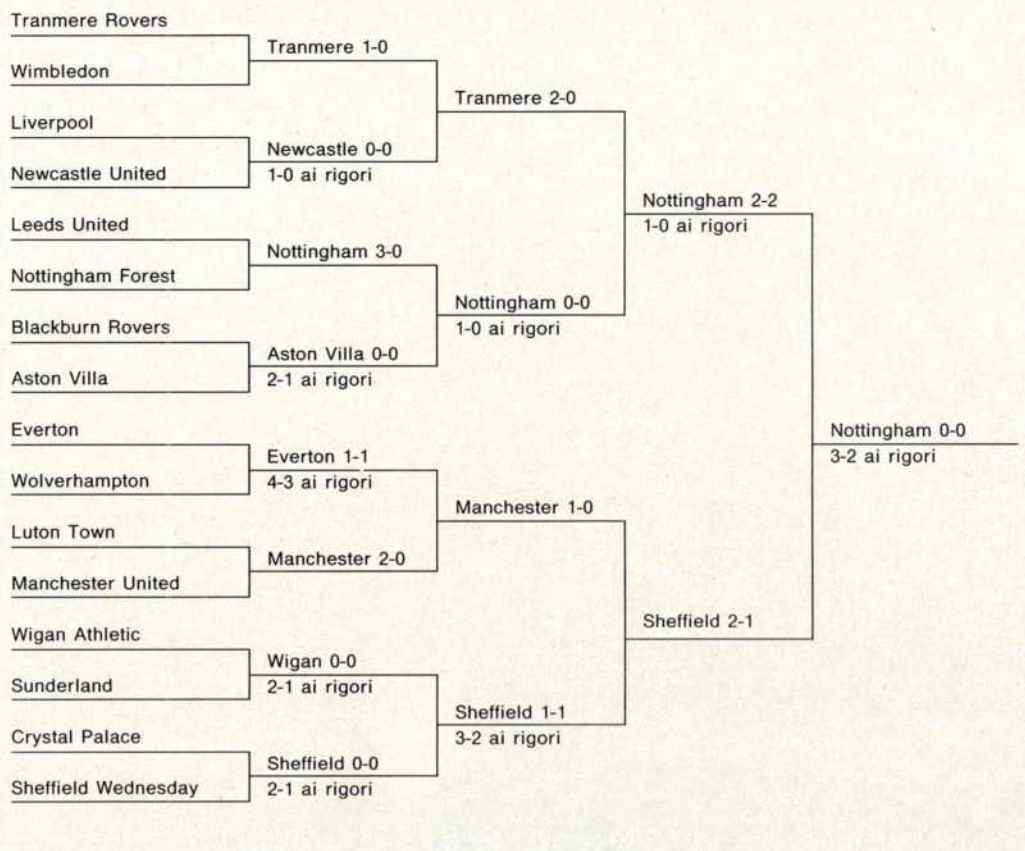 Tranmere Rovers
Wimbledon
Liverpool
Newcastle United
Leeds United
Nottingham Forest
Blackburn Rovers
Aston Villa
Everton
Wolverhampton
Luton Town
Manchester United
Wigan Athletic
Sunderland
Crystal Palace
Sheffield Wednesday
Tranmere 1-0
Newcastle 0-0
1-0 ai rigori
Nottingham 3-0
Aston Villa 0-0
2-1 ai rigori
Everton 1-1
4-3 ai rigori
Manchester 2-0
Wigan 0-0
2-1 ai rigori
Sheffield 0-0
2-1 ai rigori
Tranmere 2-0
Nottingham 0-0
1-0 ai rigori
Manchester 1-0
Sheffield 1-1
3-2 ai rigori
Nottingham 2-2
1-0 ai rigori
Sheffield 2-1
Nottingham 0-0
3-2 ai rigori